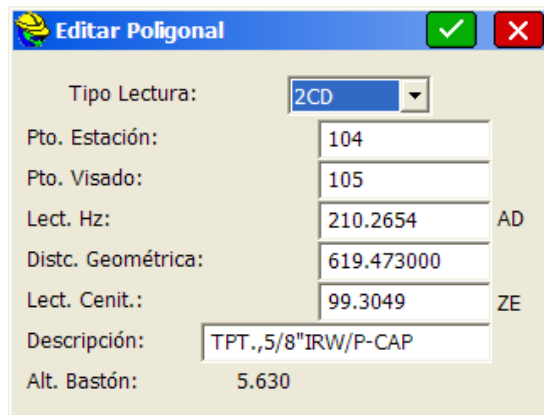 Editar Poligonal
Tipo Lectura: 2CD
Pto. Estación: 104
Pto. Visado: 105
Lect. Hz: 210.2654 AD
Distc. Geométrica: 619.473000
Lect. Cenit.: 99.3049 ZE
Descripción: TPT.,5/8"IRW/P-CAP
Alt. Bastón: 5.630